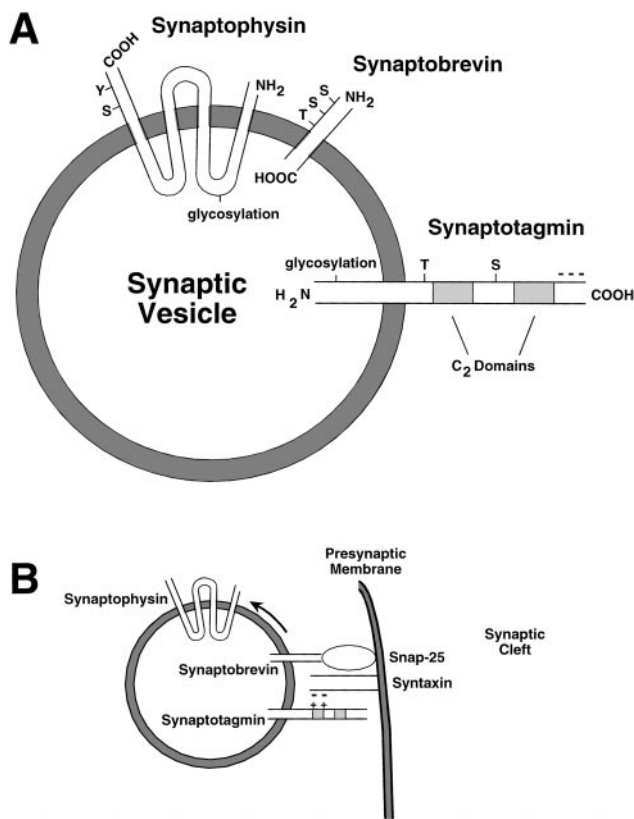 A
Synaptophysin
COOH
Y
S
NH2
Synaptobrevin
T S S
NH2
HOOC
glycosylation
Synaptotagmin
Synaptic
Vesicle
glycosylation
T
S
- - -
H2N
COOH
C2 Domains
B
Presynaptic
Membrane
Synaptophysin
Synaptic
Cleft
Synaptobrevin
Snap-25
Syntaxin
- -
+ +
Synaptotagmin